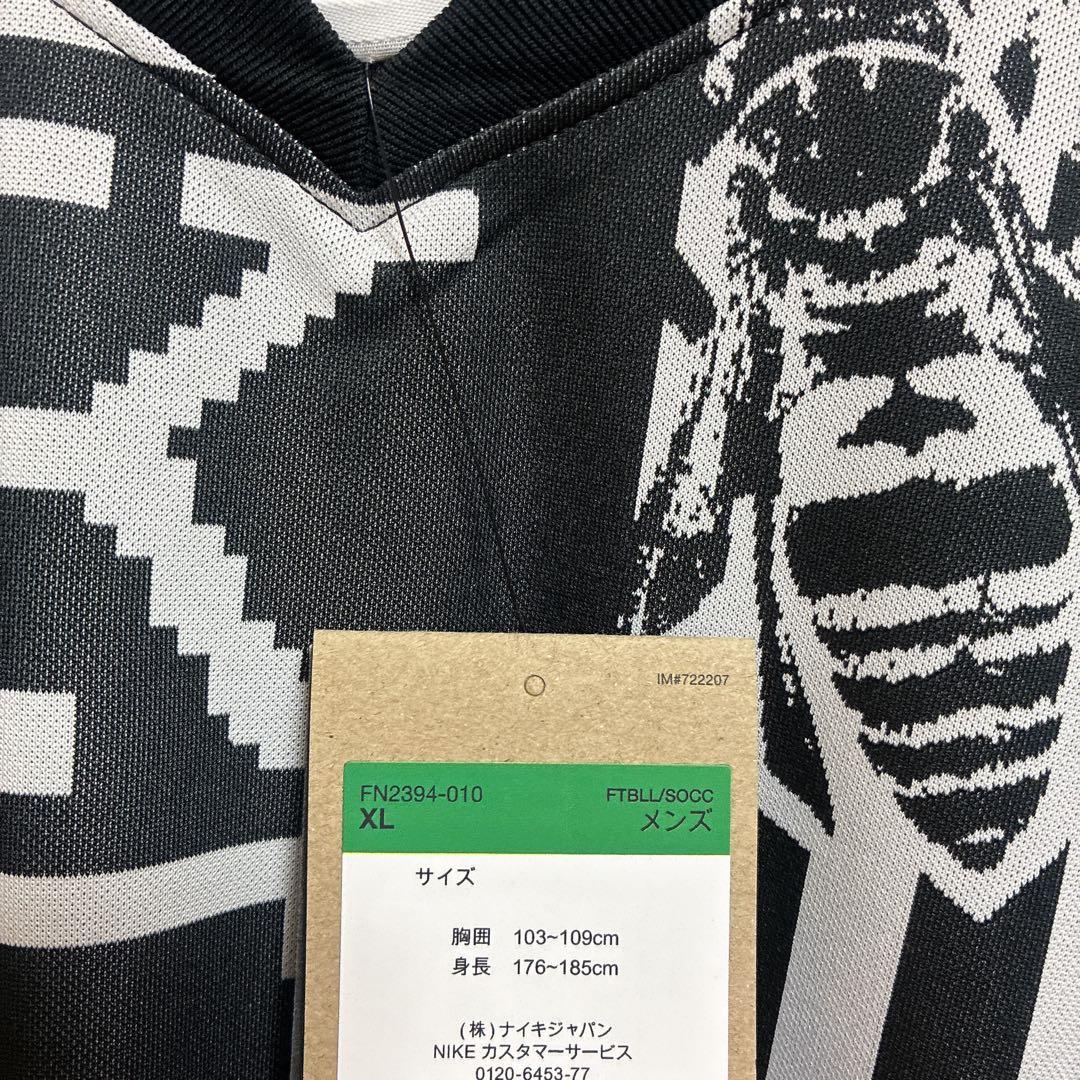 IM#722207
FN2394-010 FTBLL/SOCC
XL メンズ
サイズ
胸囲 103~109cm
身長 176~185cm
(株)ナイキジャパン
NIKE カスタマーサービス
0120-6453-77